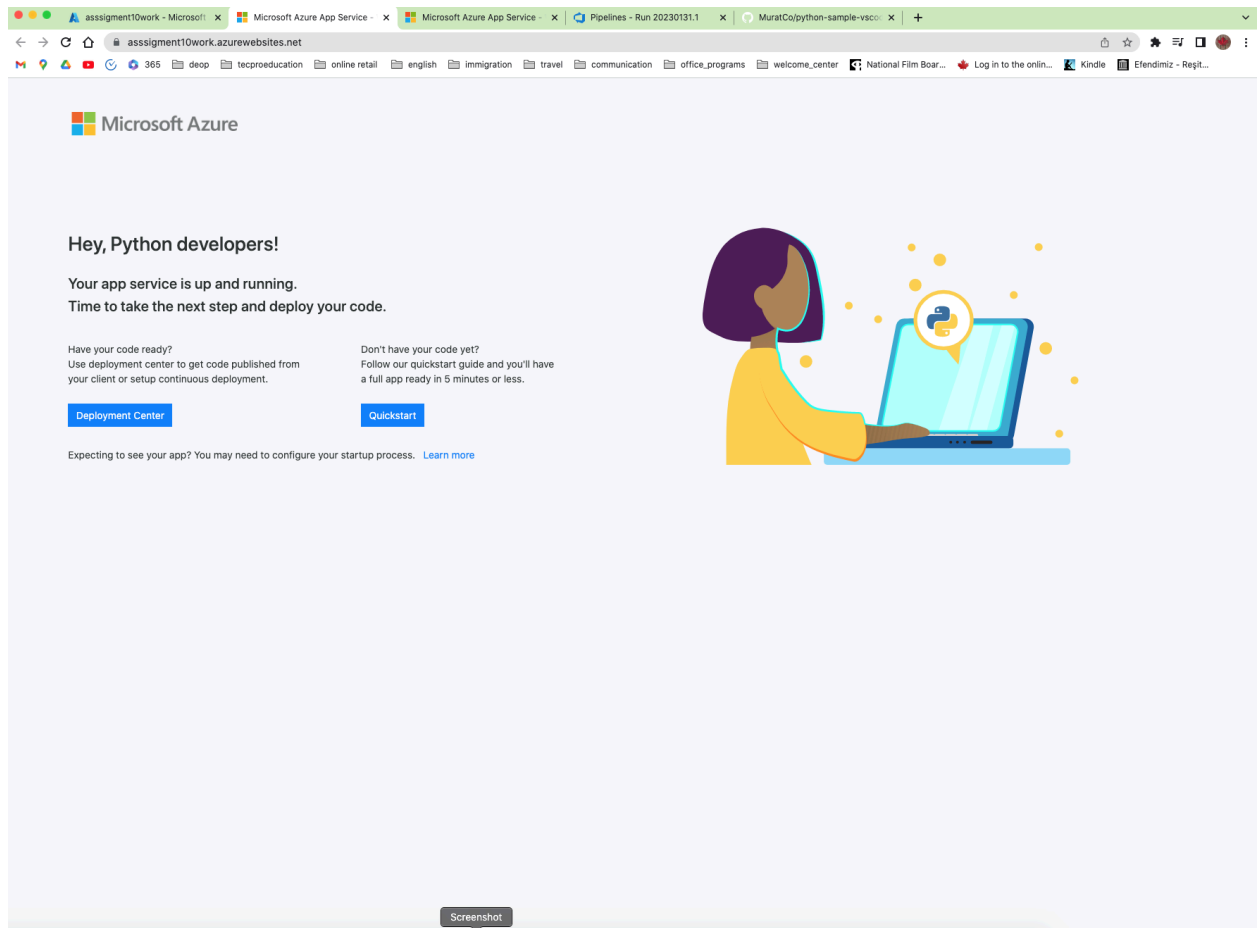 asssigment10work - Microsoft
Microsoft Azure App Service -
Microsoft Azure App Service -
Pipelines - Run 20230131.1
MuratCo/python-sample-vscod
asssigment10work.azurewebsites.net
365
deop
tecproeducation
online retail
english
immigration
travel
communication
office_programs
welcome_center
National Film Boar...
Log in to the onlin...
Kindle
Efendimiz - Reşit...
Microsoft Azure
Hey, Python developers!
Your app service is up and running.
Time to take the next step and deploy your code.
Have your code ready?
Use deployment center to get code published from
your client or setup continuous deployment.
Deployment Center
Don't have your code yet?
Follow our quickstart guide and you'll have
a full app ready in 5 minutes or less.
Quickstart
Expecting to see your app? You may need to configure your startup process. Learn more
Screenshot